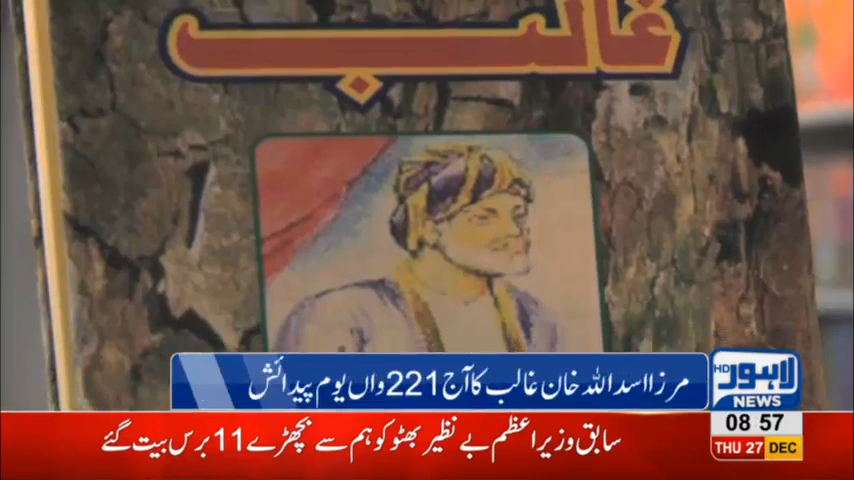 غالب
مرزا اسد اللہ خان غالب کا آج 221 واں یوم پیدائش
HD
لاہور
NEWS
08 57
THU 27 DEC
سابق وزیراعظم بے نظیر بھٹو کو ہم سے بچھڑے 11 برس بیت گئے